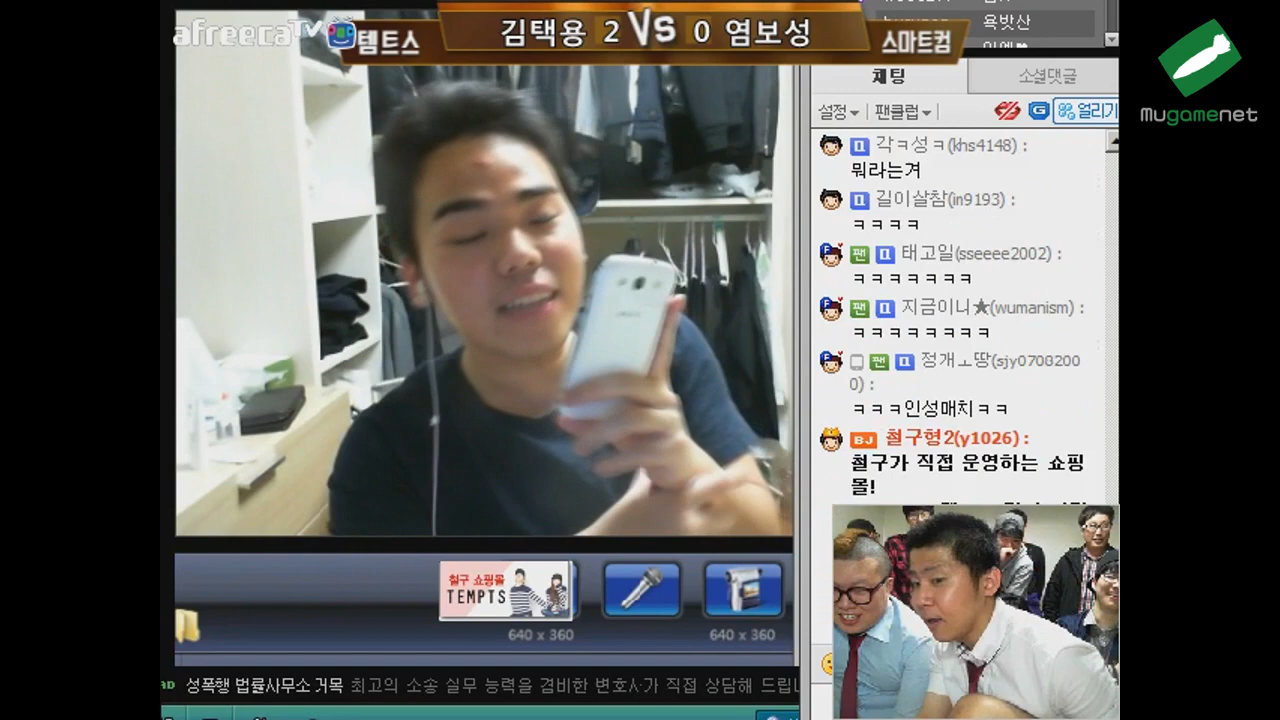 afreecaTV
템트스
김택용 2 Vs 0 염보성
스마트컴
욕밧산
Mugamenet
채팅
소셜댓글
설정
팬클럽
얼리기
각ㅋ성ㅋ(khs4148) :
뭐라는겨
길이살참(in9193) :
ㅋㅋㅋㅋ
팬 태고일(sseeee2002) :
ㅋㅋㅋㅋㅋㅋㅋ
팬 지금이니★(wumanism) :
ㅋㅋㅋㅋㅋㅋㅋㅋ
팬 정개ㅗ땅(sjy0708200
0) :
ㅋㅋㅋ인성매치ㅋㅋ
BJ 철구형2(y1026) :
철구가 직접 운영하는 쇼핑
몰!
철구 쇼핑몰
TEMPTS
640 x 360
640 x 360
AD 성폭행 법률사무소 거목 최고의 소송 실무 능력을 겸비한 변호사가 직접 상담해 드립니